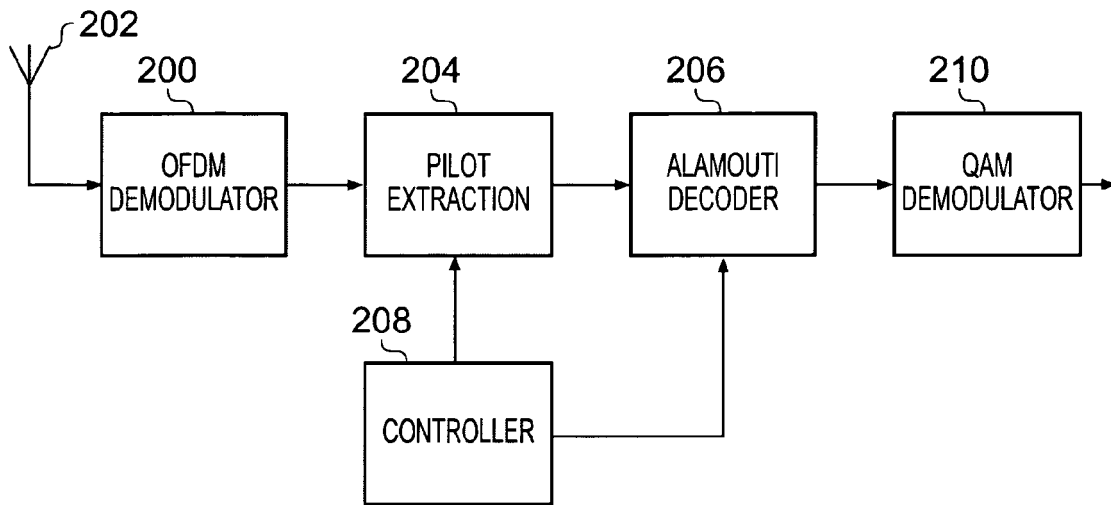 202
200
204
206
210
OFDM
DEMODULATOR
PILOT
EXTRACTION
ALAMOUTI
DECODER
QAM
DEMODULATOR
208
CONTROLLER